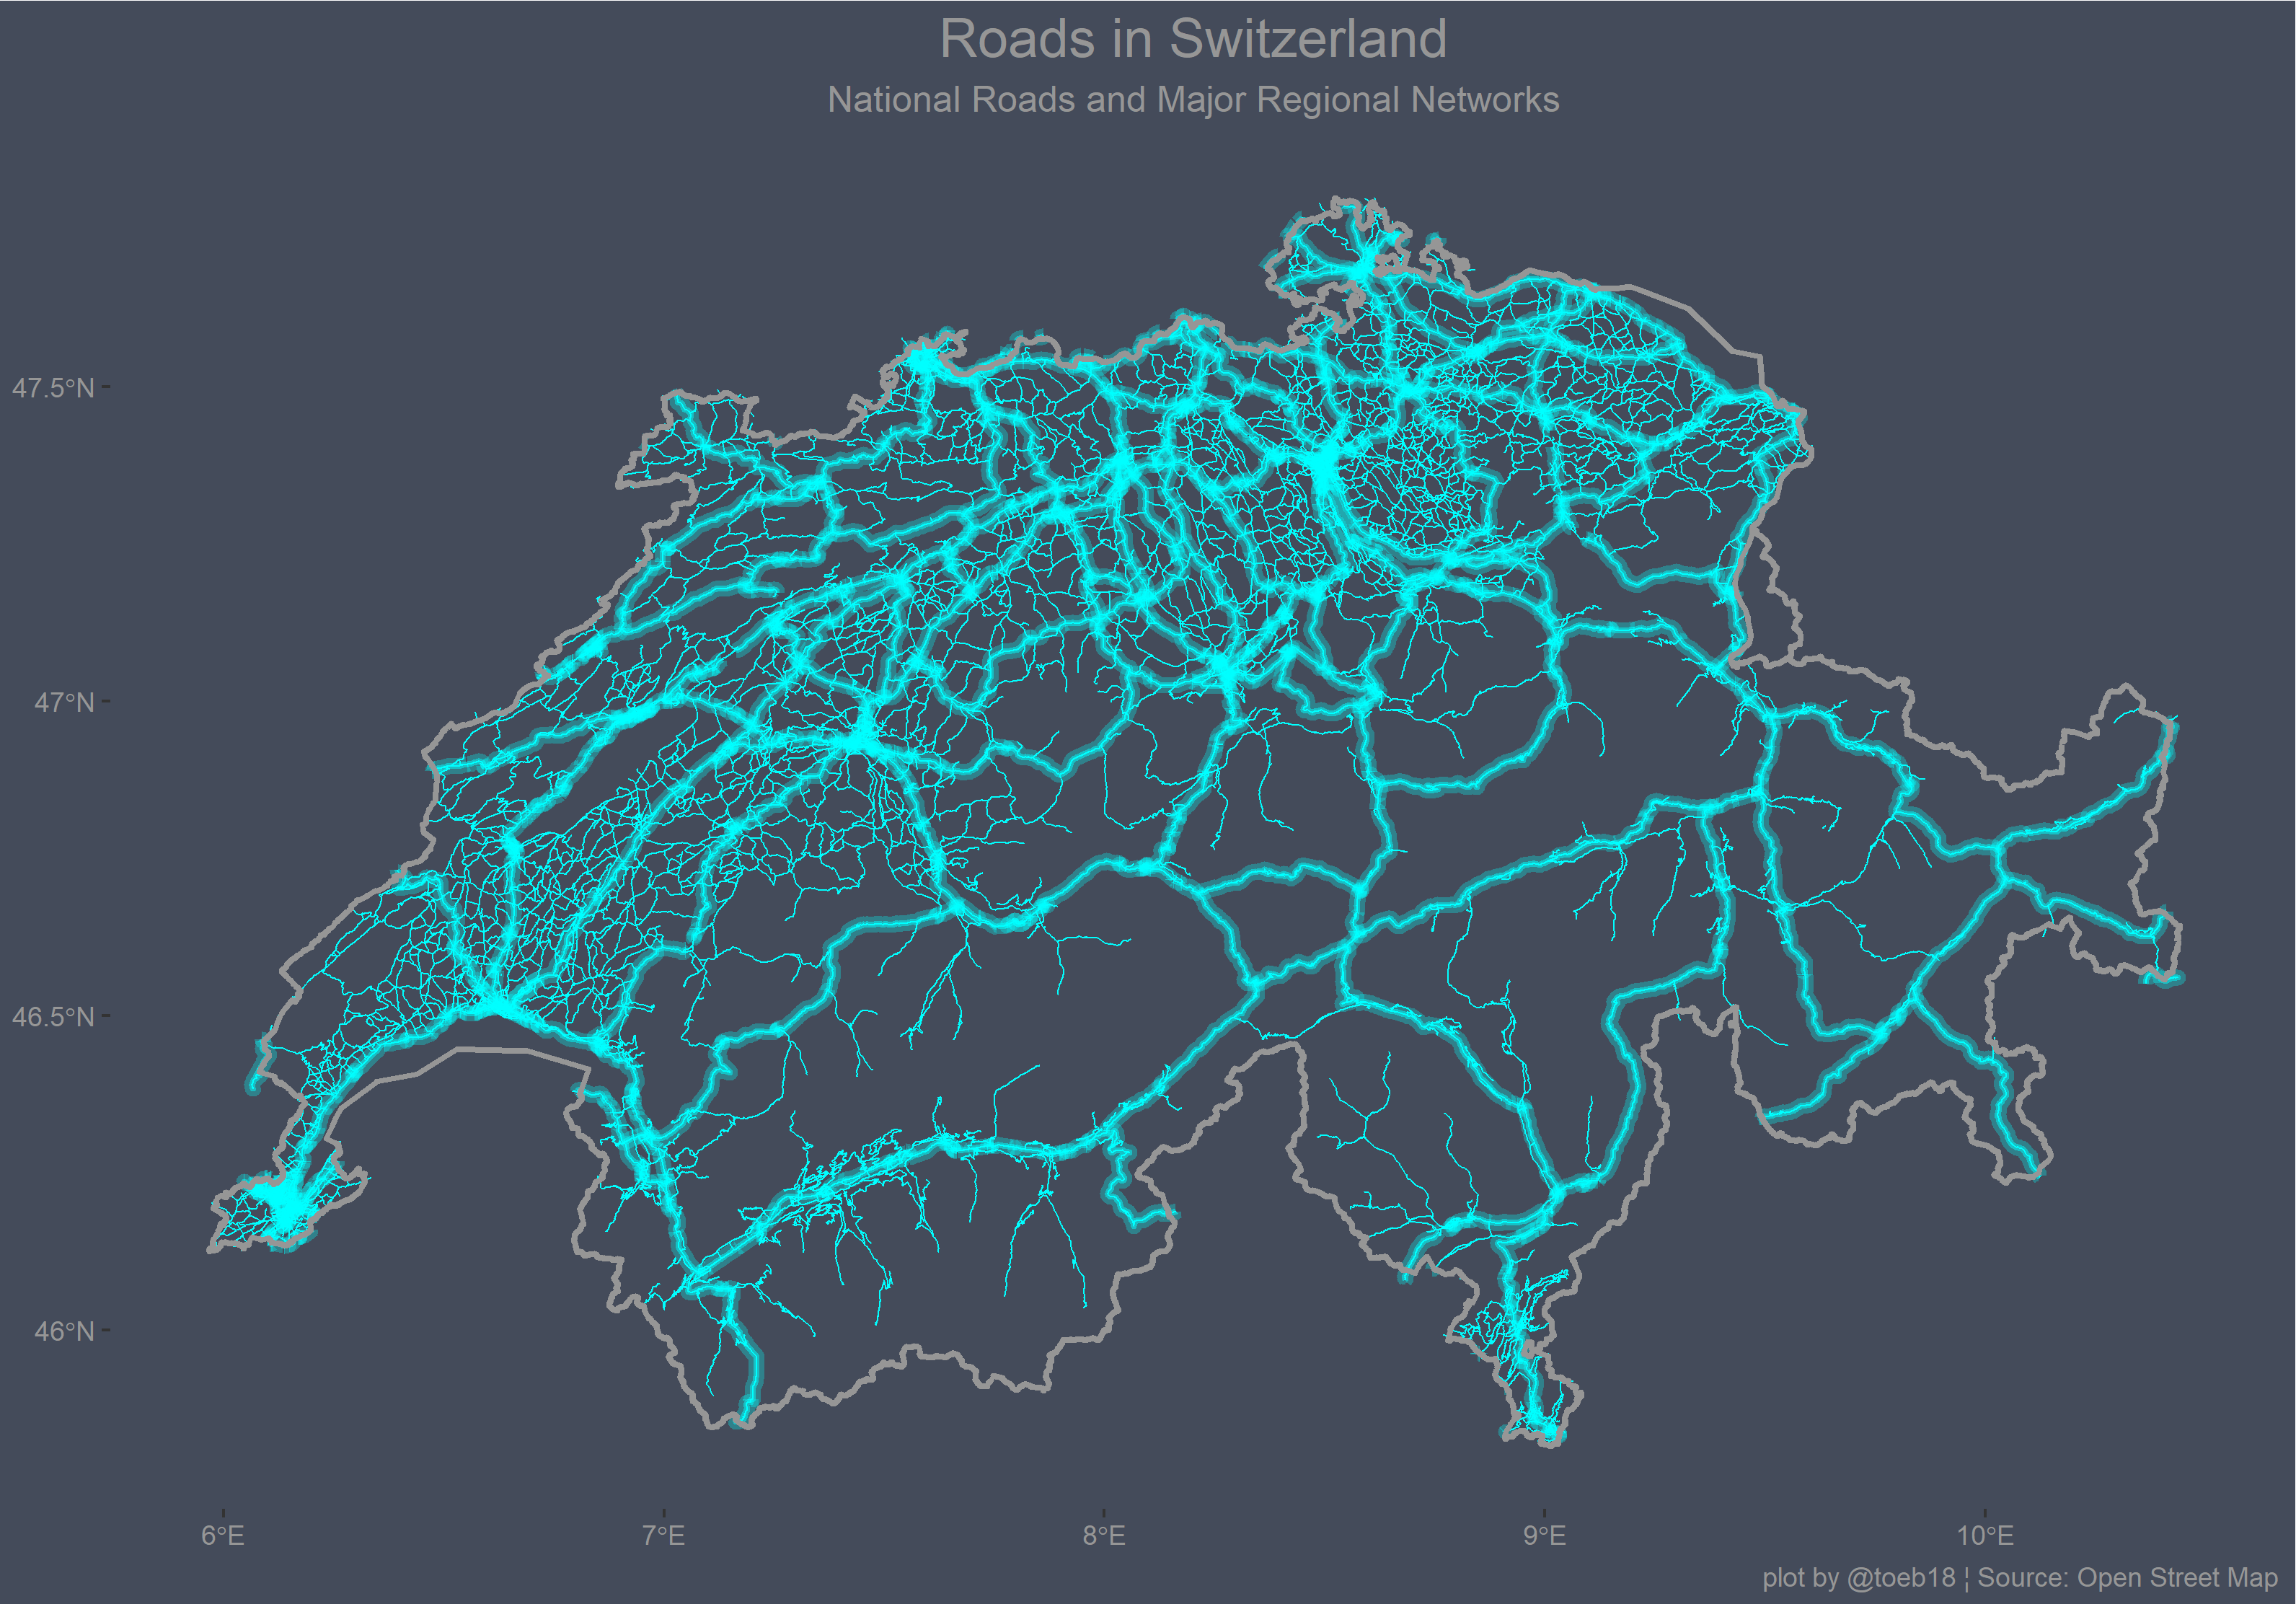 Roads in Switzerland
National Roads and Major Regional Networks
47.5°N
47°N
46.5°N
46°N
6°E
7°E
8°E
9°E
10°E
plot by @toeb18 ¦ Source: Open Street Map